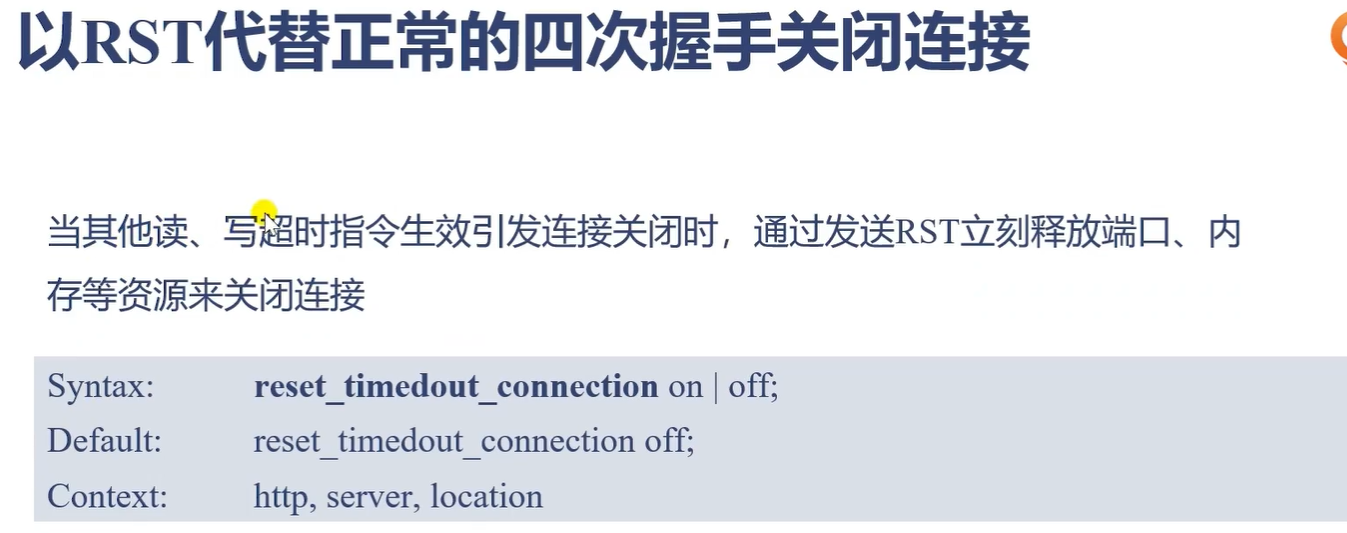 以RST代替正常的四次握手关闭连接
当其他读、写超时指令生效引发连接关闭时，通过发送RST立刻释放端口、内
存等资源来关闭连接
Syntax: reset_timedout_connection on | off;
Default: reset_timedout_connection off;
Context: http, server, location